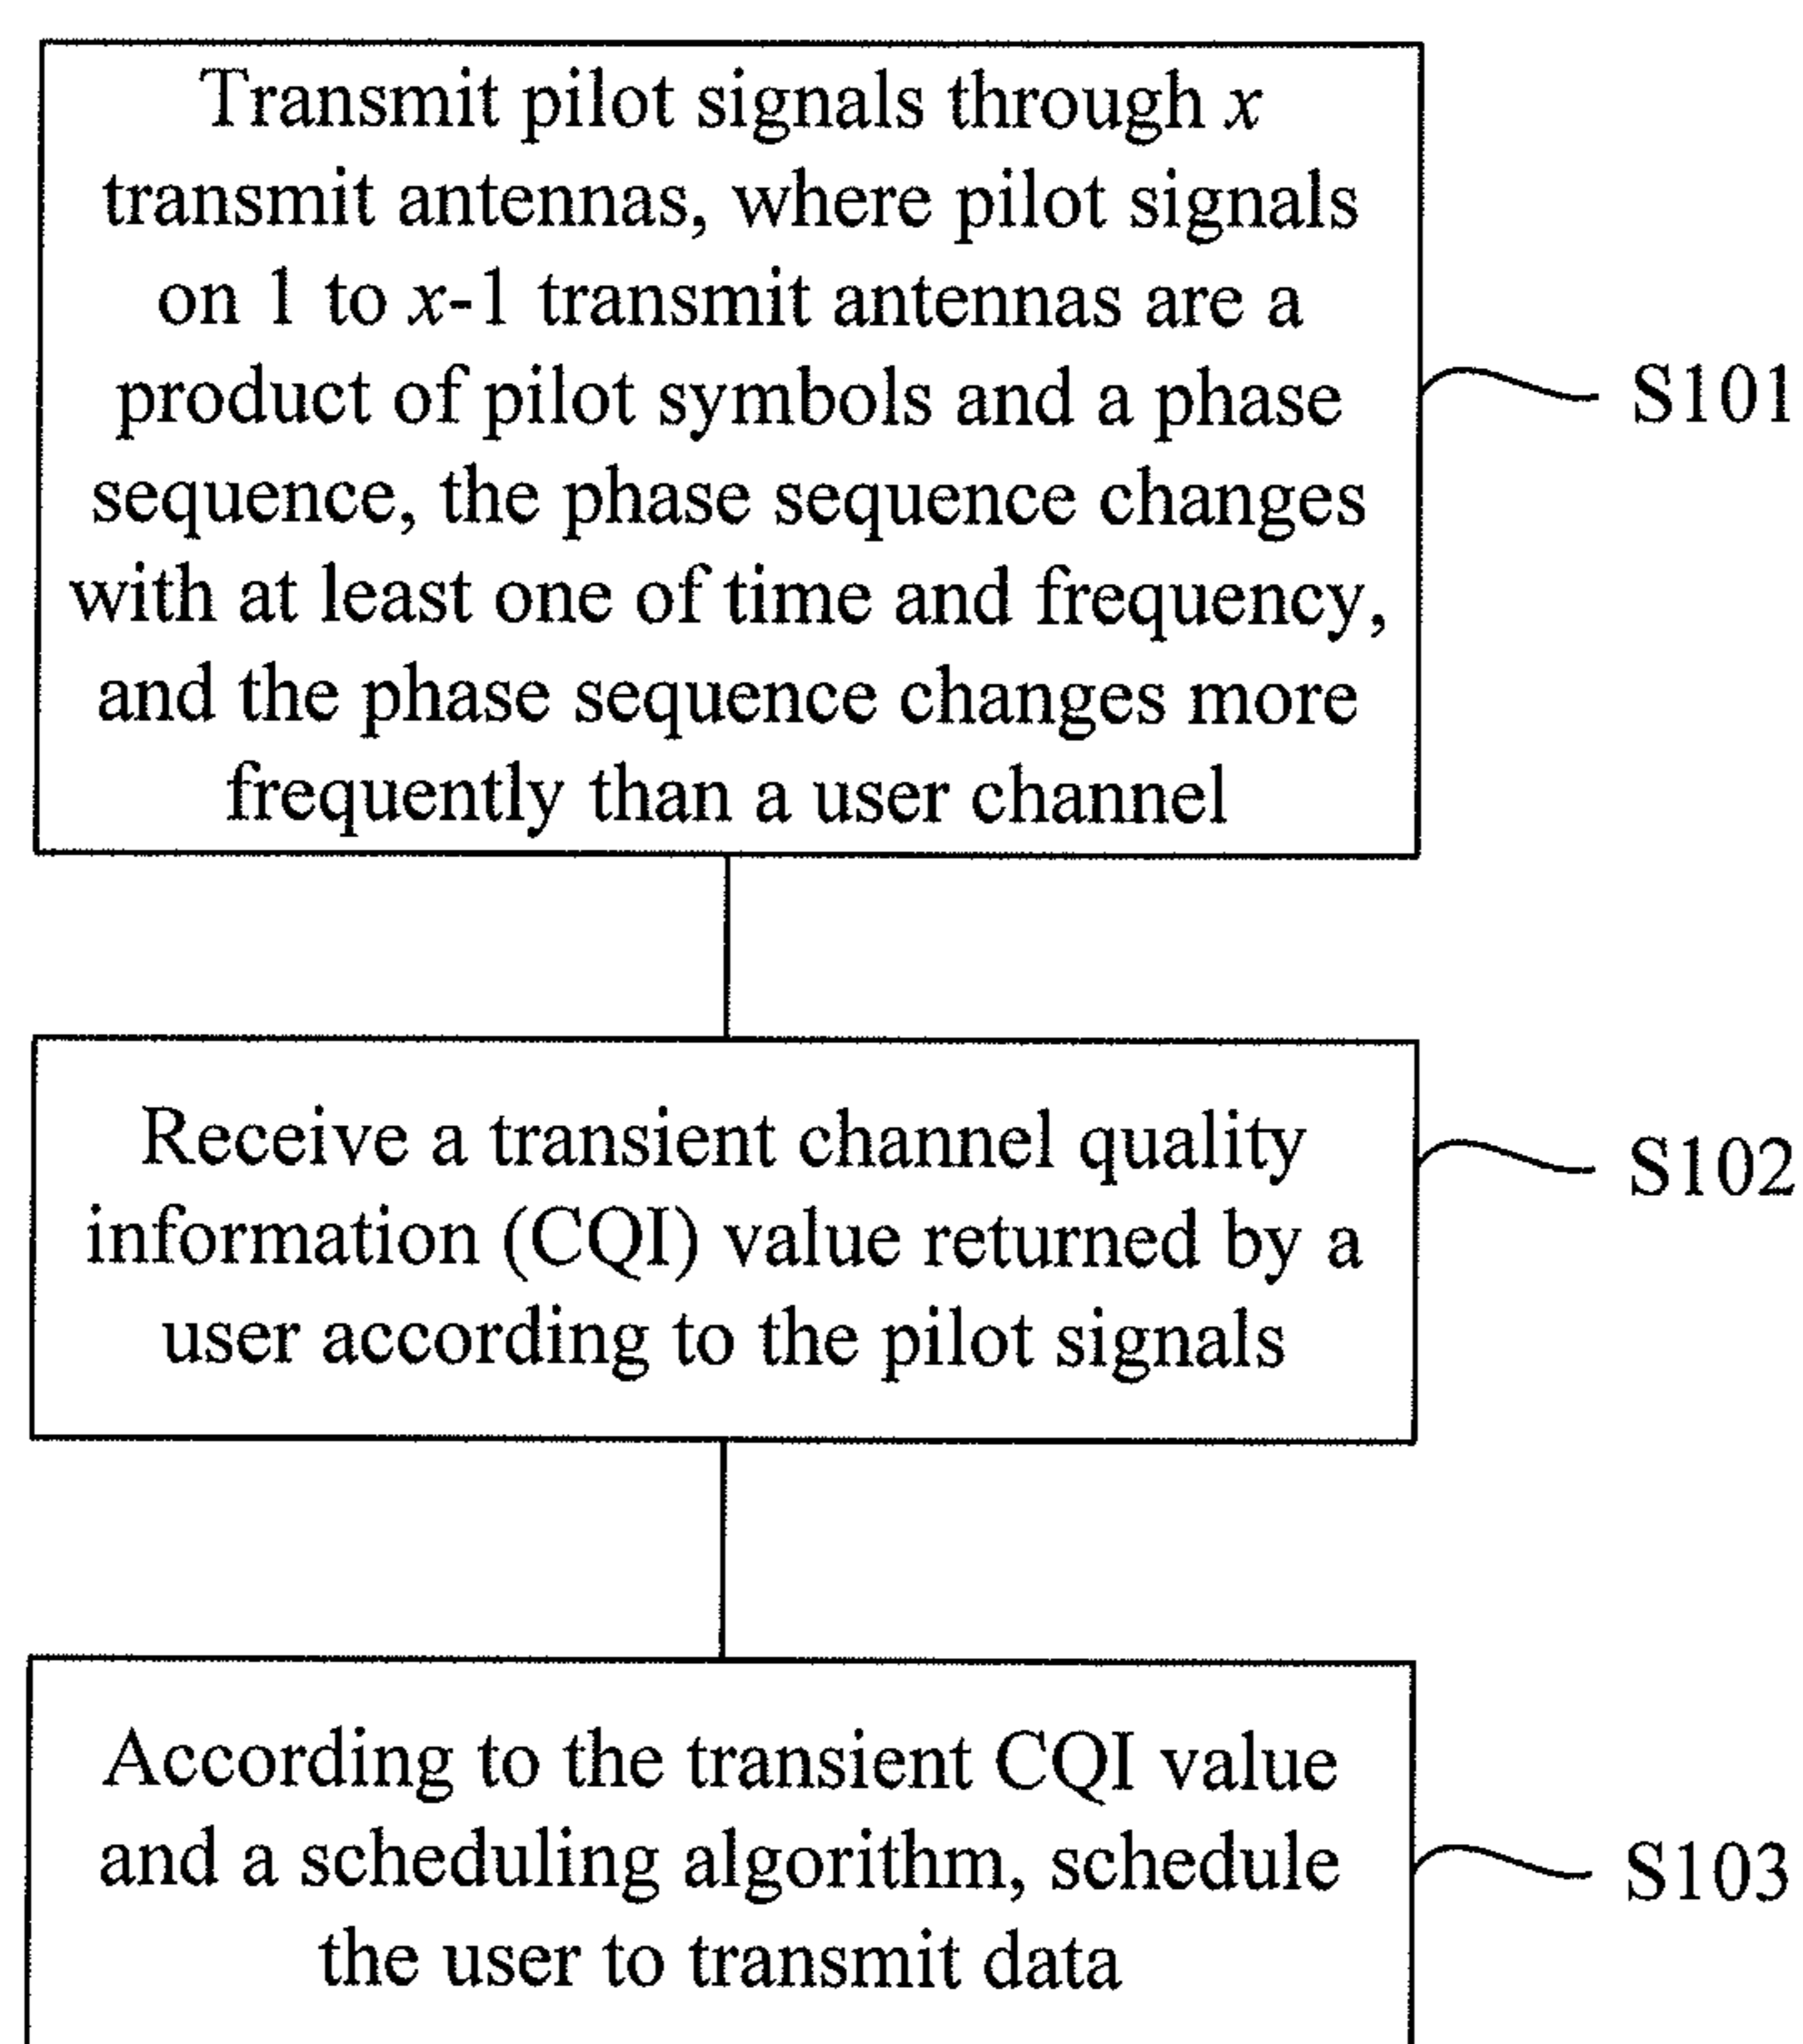 Transmit pilot signals through x
transmit antennas, where pilot signals
on 1 to x-1 transmit antennas are a
product of pilot symbols and a phase
sequence, the phase sequence changes
with at least one of time and frequency,
and the phase sequence changes more
frequently than a user channel
S101
Receive a transient channel quality
information (CQI) value returned by a
user according to the pilot signals
S102
According to the transient CQI value
and a scheduling algorithm, schedule
the user to transmit data
S103